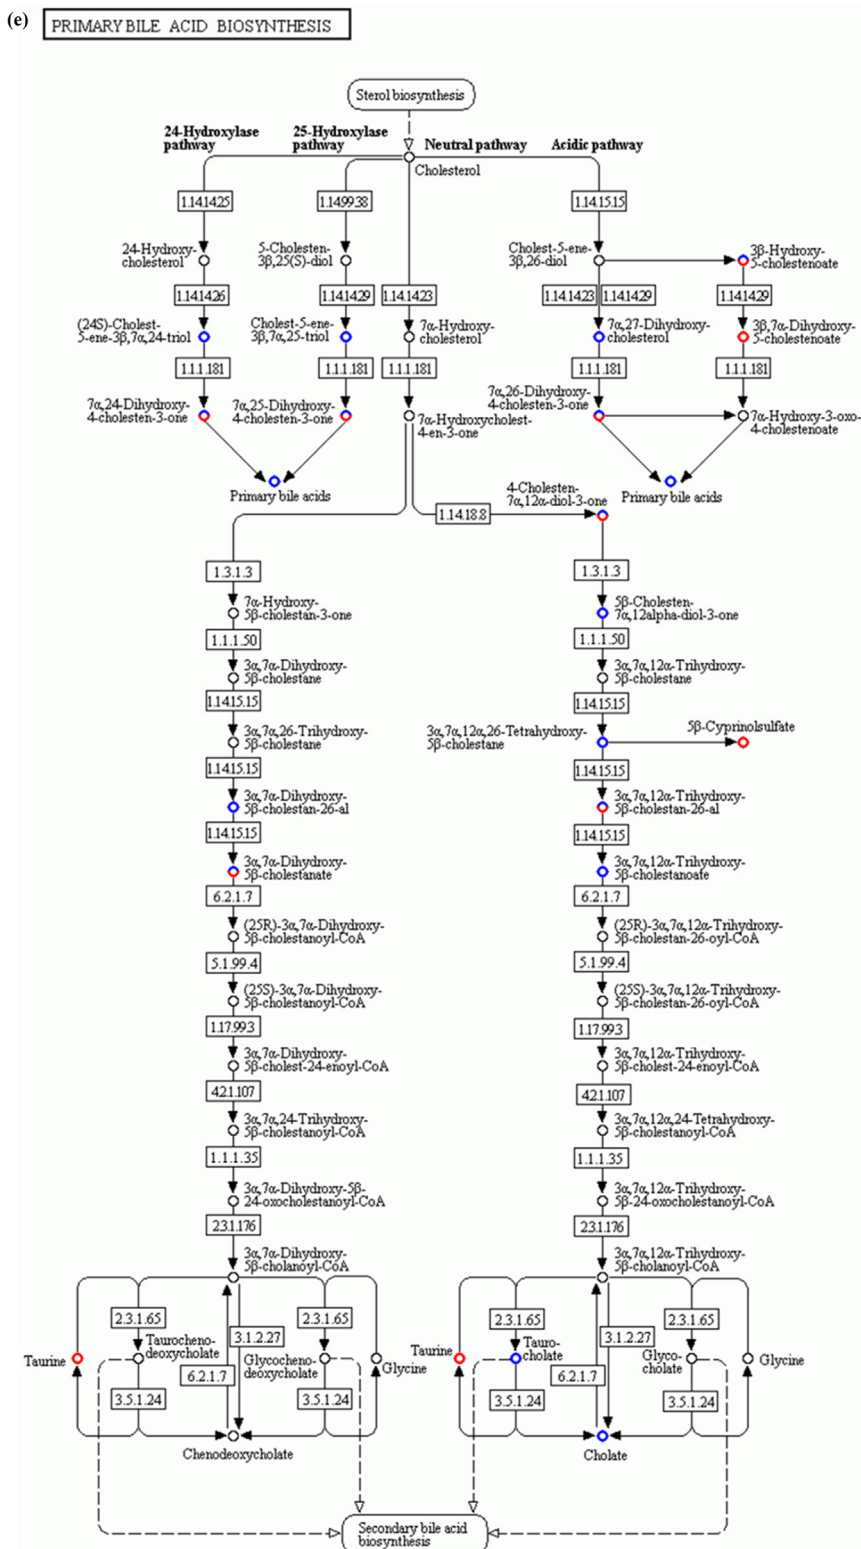 (e)
PRIMARY BILE ACID BIOSYNTHESIS
Sterol biosynthesis
24-Hydroxylase
pathway
25-Hydroxylase
pathway
Neutral pathway
Acidic pathway
Cholesterol
1.14.14.25
1.14.99.38
1.14.15.15
24-Hydroxy-
cholesterol
5-Cholesten-
3β,25(S)-diol
Cholest-5-ene-
3β,26-diol
3β-Hydroxy-
5-cholestenoate
1.14.14.26
1.14.14.29
1.14.14.23
1.14.14.23
1.14.14.29
1.14.14.29
(24S)-Cholest-
5-ene-3β,7α,24-triol
Cholest-5-ene-
3β,7α,25-triol
7α-Hydroxy-
cholesterol
7α,27-Dihydroxy-
cholesterol
3β,7α-Dihydroxy-
5-cholestenoate
1.1.1.181
1.1.1.181
1.1.1.181
1.1.1.181
1.1.1.181
7α,24-Dihydroxy-
4-cholesten-3-one
7α,25-Dihydroxy-
4-cholesten-3-one
7α-Hydroxycholest-
4-en-3-one
7α,26-Dihydroxy-
4-cholesten-3-one
7α-Hydroxy-3-oxo-
4-cholestenoate
Primary bile acids
Primary bile acids
4-Cholesten-
7α,12α-diol-3-one
1.14.18.8
1.3.1.3
1.3.1.3
7α-Hydroxy-
5β-cholestan-3-one
5β-Cholesten-
7α,12alpha-diol-3-one
1.1.1.50
1.1.1.50
3α,7α-Dihydroxy-
5β-cholestane
3α,7α,12α-Trihydroxy-
5β-cholestane
1.14.15.15
1.14.15.15
3α,7α,26-Trihydroxy-
5β-cholestane
3α,7α,12α,26-Tetrahydroxy-
5β-cholestane
5β-Cyprinolsulfate
1.14.15.15
1.14.15.15
3α,7α-Dihydroxy-
5β-cholestan-26-al
3α,7α,12α-Trihydroxy-
5β-cholestan-26-al
1.14.15.15
1.14.15.15
3α,7α-Dihydroxy-
5β-cholestanate
3α,7α,12α-Trihydroxy-
5β-cholestanoate
6.2.1.7
6.2.1.7
(25R)-3α,7α-Dihydroxy-
5β-cholestanoyl-CoA
(25R)-3α,7α,12α-Trihydroxy-
5β-cholestan-26-oyl-CoA
5.1.99.4
5.1.99.4
(25S)-3α,7α-Dihydroxy-
5β-cholestanoyl-CoA
(25S)-3α,7α,12α-Trihydroxy-
5β-cholestan-26-oyl-CoA
1.17.99.3
1.17.99.3
3α,7α-Dihydroxy-
5β-cholest-24-enoyl-CoA
3α,7α,12α-Trihydroxy-
5β-cholest-24-enoyl-CoA
4.2.1.107
4.2.1.107
3α,7α,24-Trihydroxy-
5β-cholestanoyl-CoA
3α,7α,12α,24-Tetrahydroxy-
5β-cholestanoyl-CoA
1.1.1.35
1.1.1.35
3α,7α-Dihydroxy-5β-
24-oxocholestanoyl-CoA
3α,7α,12α-Trihydroxy-
5β-24-oxocholestanoyl-CoA
2.3.1.176
2.3.1.176
3α,7α-Dihydroxy-
5β-cholanoyl-CoA
3α,7α,12α-Trihydroxy-
5β-cholanoyl-CoA
2.3.1.65
3.1.2.27
2.3.1.65
2.3.1.65
3.1.2.27
2.3.1.65
Taurine
Taurocheno-
deoxycholate
Glycocheno-
deoxycholate
Glycine
Taurine
Tauro-
cholate
Glyco-
cholate
Glycine
3.5.1.24
6.2.1.7
3.5.1.24
3.5.1.24
6.2.1.7
3.5.1.24
Chenodeoxycholate
Cholate
Secondary bile acid
biosynthesis